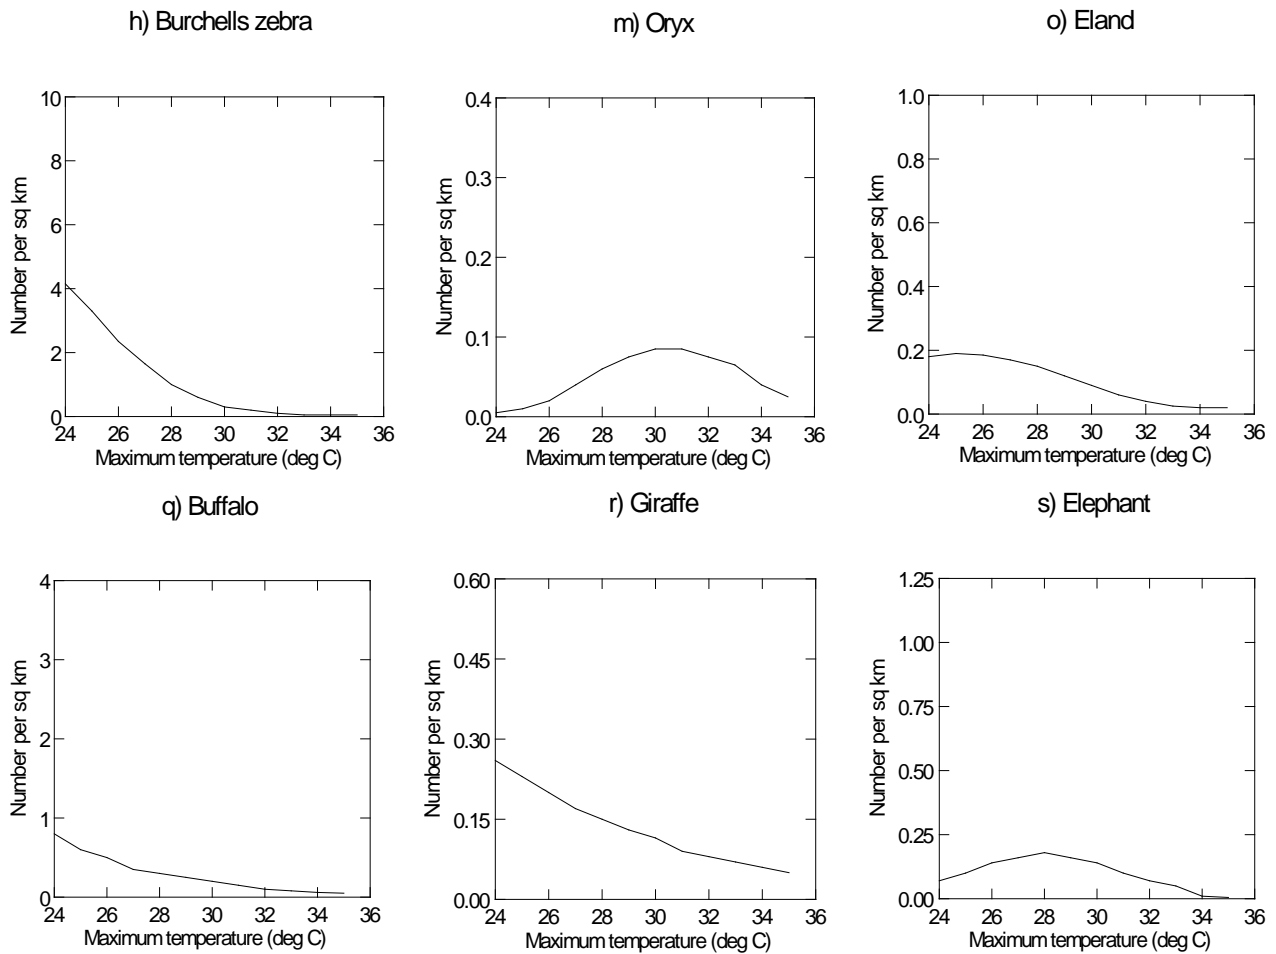 h) Burchells zebra
m) Oryx
o) Eland
10
8
6
4
2
0
Number per sq km
24 26 28 30 32 34 36
Maximum temperature (deg C)
0.4
0.3
0.2
0.1
0.0
Number per sq km
24 26 28 30 32 34 36
Maximum temperature (deg C)
1.0
0.8
0.6
0.4
0.2
0.0
Number per sq km
24 26 28 30 32 34 36
Maximum temperature (deg C)
q) Buffalo
r) Giraffe
s) Elephant
4
3
2
1
0
Number per sq km
24 26 28 30 32 34 36
Maximum temperature (deg C)
0.60
0.45
0.30
0.15
0.00
Number per sq km
24 26 28 30 32 34 36
Maximum temperature (deg C)
1.25
1.00
0.75
0.50
0.25
0.00
Number per sq km
24 26 28 30 32 34 36
Maximum temperature (deg C)